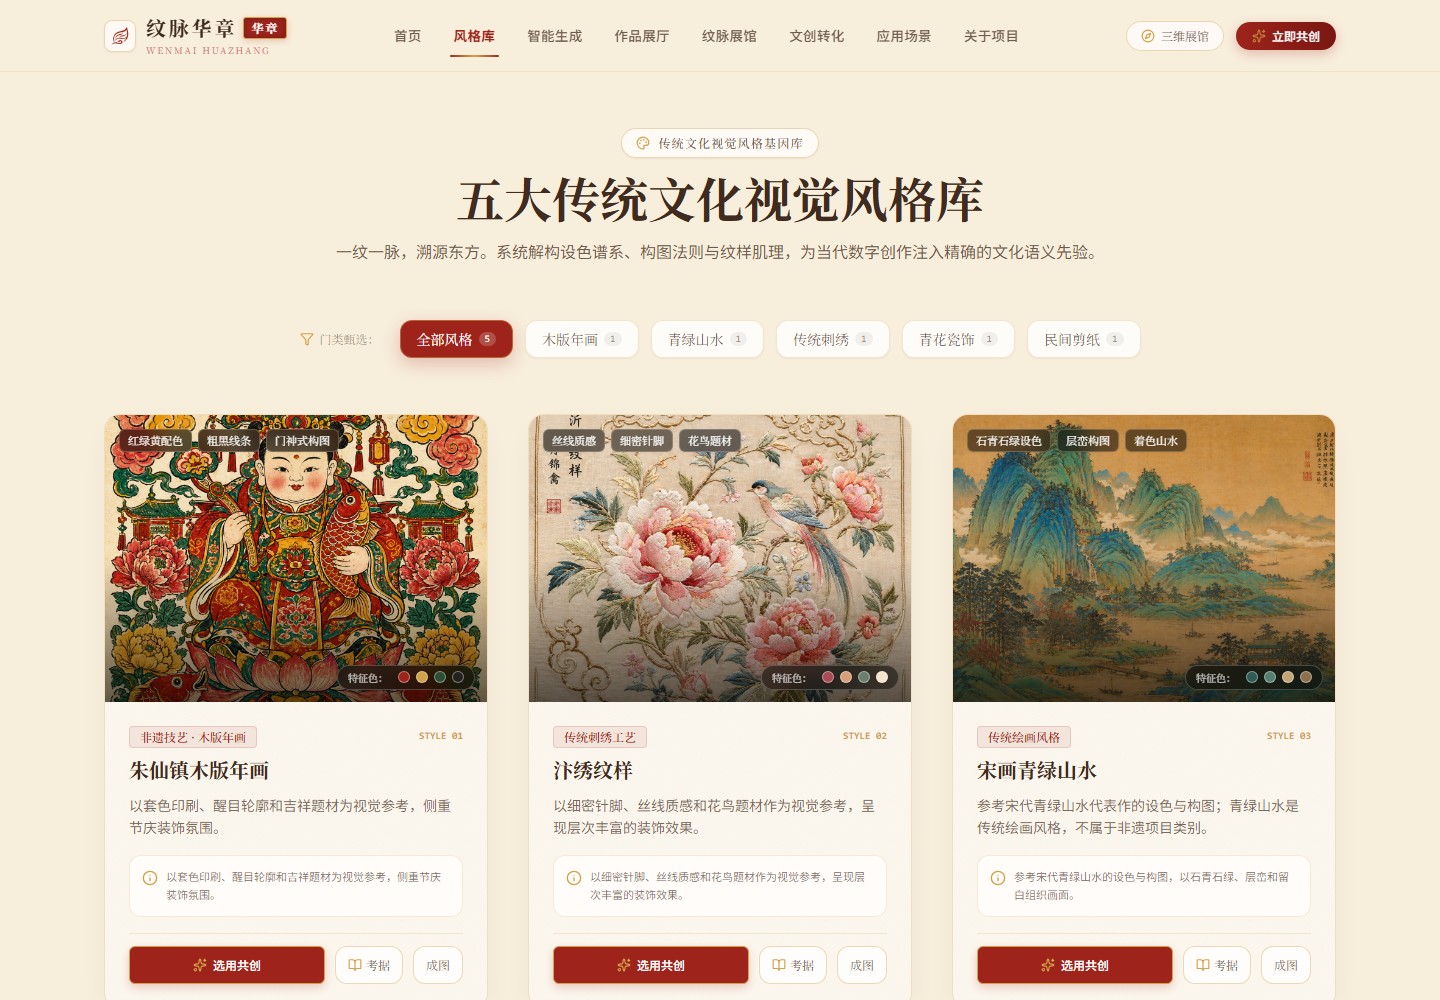 纹脉华章 华章
WENMAI HUAZHANG
首页 风格库 智能生成 作品展厅 纹脉展馆 文创转化 应用场景 关于项目
三维展馆 立即共创
传统文化视觉风格基因库
五大传统文化视觉风格库
一纹一脉，溯源东方。系统解构设色谱系、构图法则与纹样肌理，为当代数字创作注入精确的文化语义先验。
门类甄选：
全部风格 5
木版年画 1
青绿山水 1
传统刺绣 1
青花瓷饰 1
民间剪纸 1
红绿黄配色 粗黑线条 门神式构图
特征色：
非遗技艺 · 木版年画
STYLE 01
朱仙镇木版年画
以套色印刷、醒目轮廓和吉祥题材为视觉参考，侧重
节庆装饰氛围。
以套色印刷、醒目轮廓和吉祥题材为视觉参考，侧重节庆
装饰氛围。
选用共创 考据 成图
丝线质感 细密针脚 花鸟题材
特征色：
传统刺绣工艺
STYLE 02
汴绣纹样
以细密针脚、丝线质感和花鸟题材作为视觉参考，呈
现层次丰富的装饰效果。
以细密针脚、丝线质感和花鸟题材作为视觉参考，呈现层
次丰富的装饰效果。
选用共创 考据 成图
石青石绿设色 层峦构图 着色山水
特征色：
传统绘画风格
STYLE 03
宋画青绿山水
参考宋代青绿山水代表作的设色与构图；青绿山水是
传统绘画风格，不属于非遗项目类别。
参考宋代青绿山水的设色与构图，以石青石绿、层峦和留
白组织画面。
选用共创 考据 成图